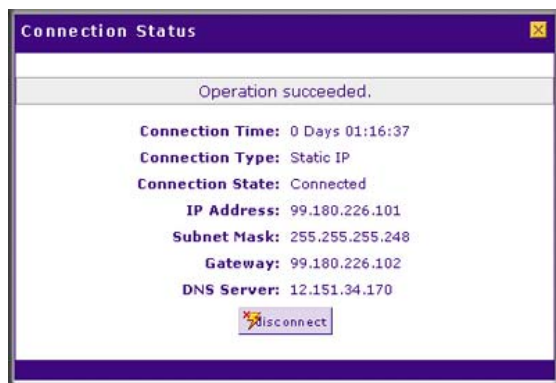 Connection Status
Operation succeeded.
Connection Time: 0 Days 01:16:37
Connection Type: Static IP
Connection State: Connected
IP Address: 99.180.226.101
Subnet Mask: 255.255.255.248
Gateway: 99.180.226.102
DNS Server: 12.151.34.170
disconnect